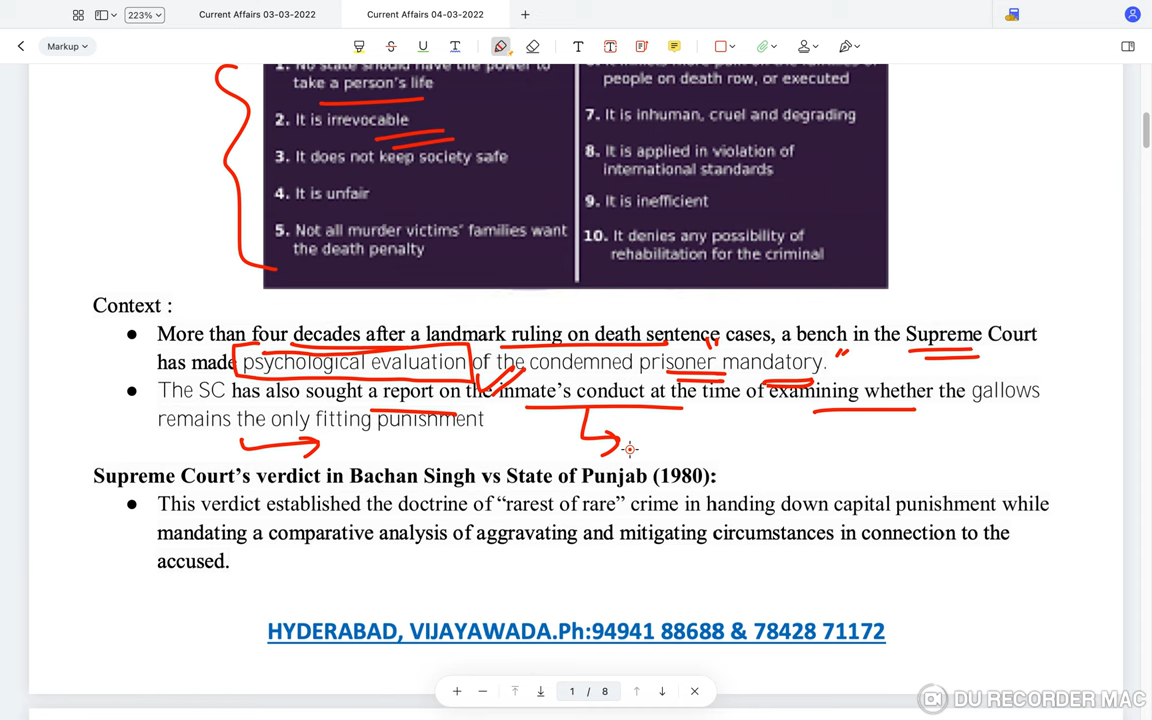 223%
Current Affairs 03-03-2022
Current Affairs 04-03-2022
Markup
1. No state should have the power to
take a person's life
2. It is irrevocable
3. It does not keep society safe
4. It is unfair
5. Not all murder victims' families want
the death penalty
people on death row, or executed
7. It is inhuman, cruel and degrading
8. It is applied in violation of
international standards
9. It is inefficient
10. It denies any possibility of
rehabilitation for the criminal
Context :
● More than four decades after a landmark ruling on death sentence cases, a bench in the Supreme Court
has made psychological evaluation of the condemned prisoner mandatory.
● The SC has also sought a report on the inmate's conduct at the time of examining whether the gallows
remains the only fitting punishment
Supreme Court's verdict in Bachan Singh vs State of Punjab (1980):
● This verdict established the doctrine of “rarest of rare” crime in handing down capital punishment while
mandating a comparative analysis of aggravating and mitigating circumstances in connection to the
accused.
HYDERABAD, VIJAYAWADA.Ph:94941 88688 & 78428 71172
1 / 8
DU RECORDER MAC